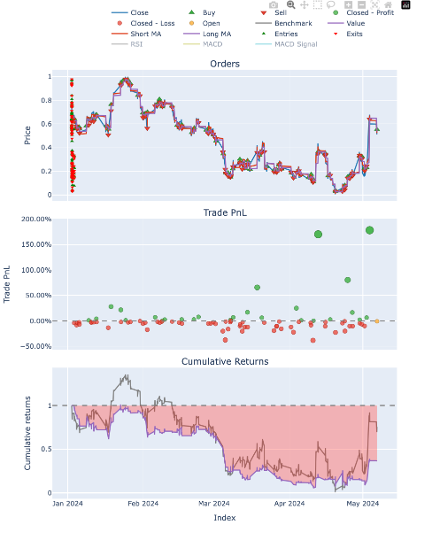 Close Buy Sell Closed - Profit
Closed - Loss Open Benchmark Value
Short MA Long MA Entries Exits
RSI MACD MACD Signal
Orders
1
0.8
0.6
0.4
0.2
0
Price
Trade PnL
200.00%
150.00%
100.00%
50.00%
0.00%
−50.00%
Trade PnL
Cumulative Returns
1
0.5
0
Cumulative returns
Jan 2024 Feb 2024 Mar 2024 Apr 2024 May 2024
Index